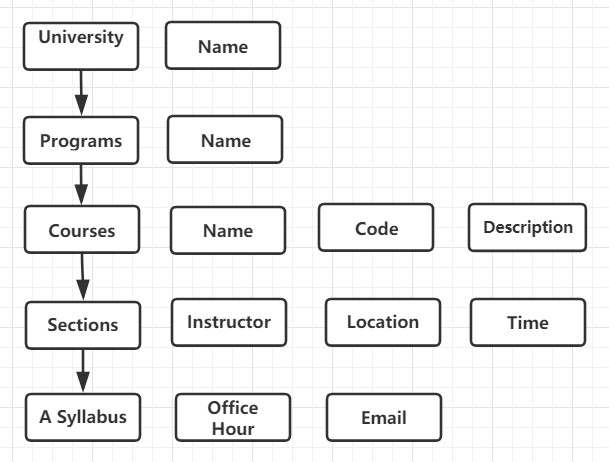 University
Name
Programs
Name
Courses
Name
Code
Description
Sections
Instructor
Location
Time
A Syllabus
Office
Hour
Email